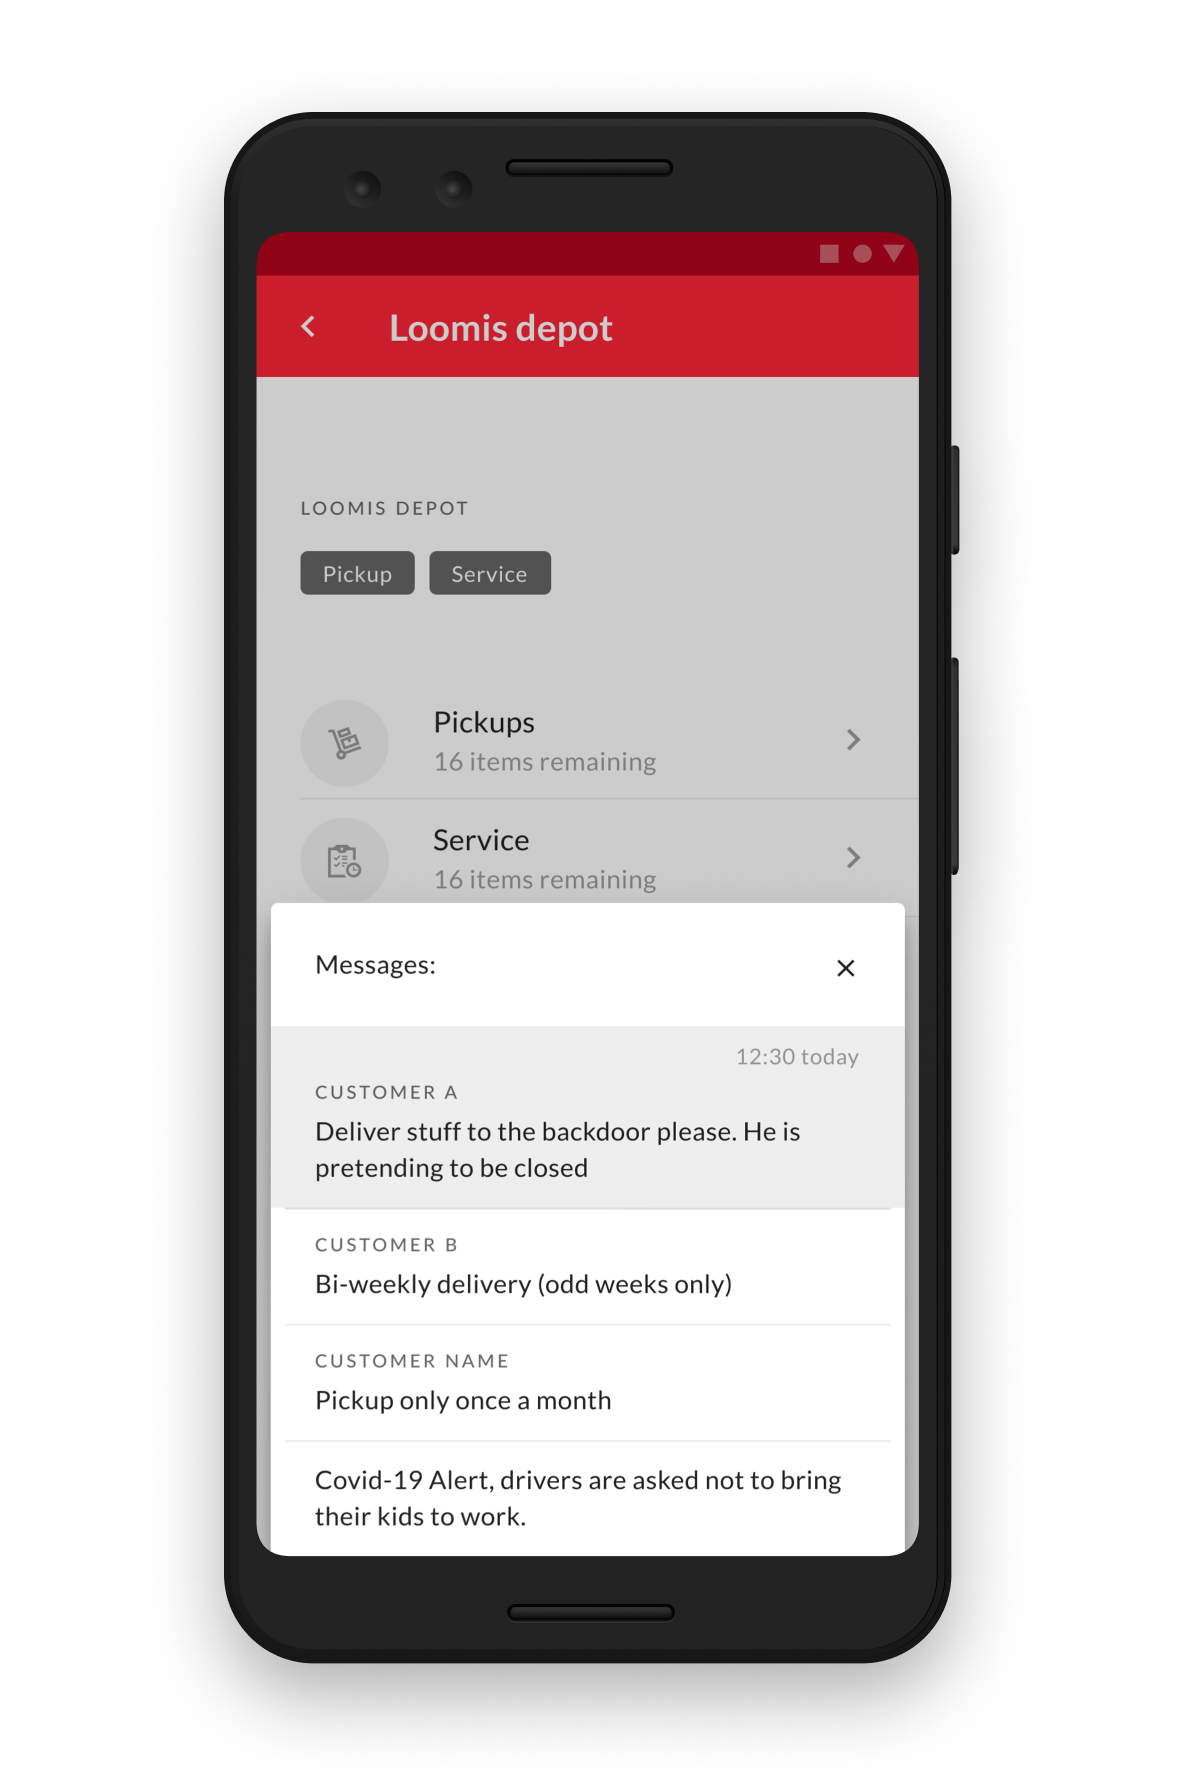 Loomis depot
LOOMIS DEPOT
Pickup
Service
Pickups
16 items remaining
Service
16 items remaining
Messages:
12:30 today
CUSTOMER A
Deliver stuff to the backdoor please. He is
pretending to be closed
CUSTOMER B
Bi-weekly delivery (odd weeks only)
CUSTOMER NAME
Pickup only once a month
Covid-19 Alert, drivers are asked not to bring
their kids to work.